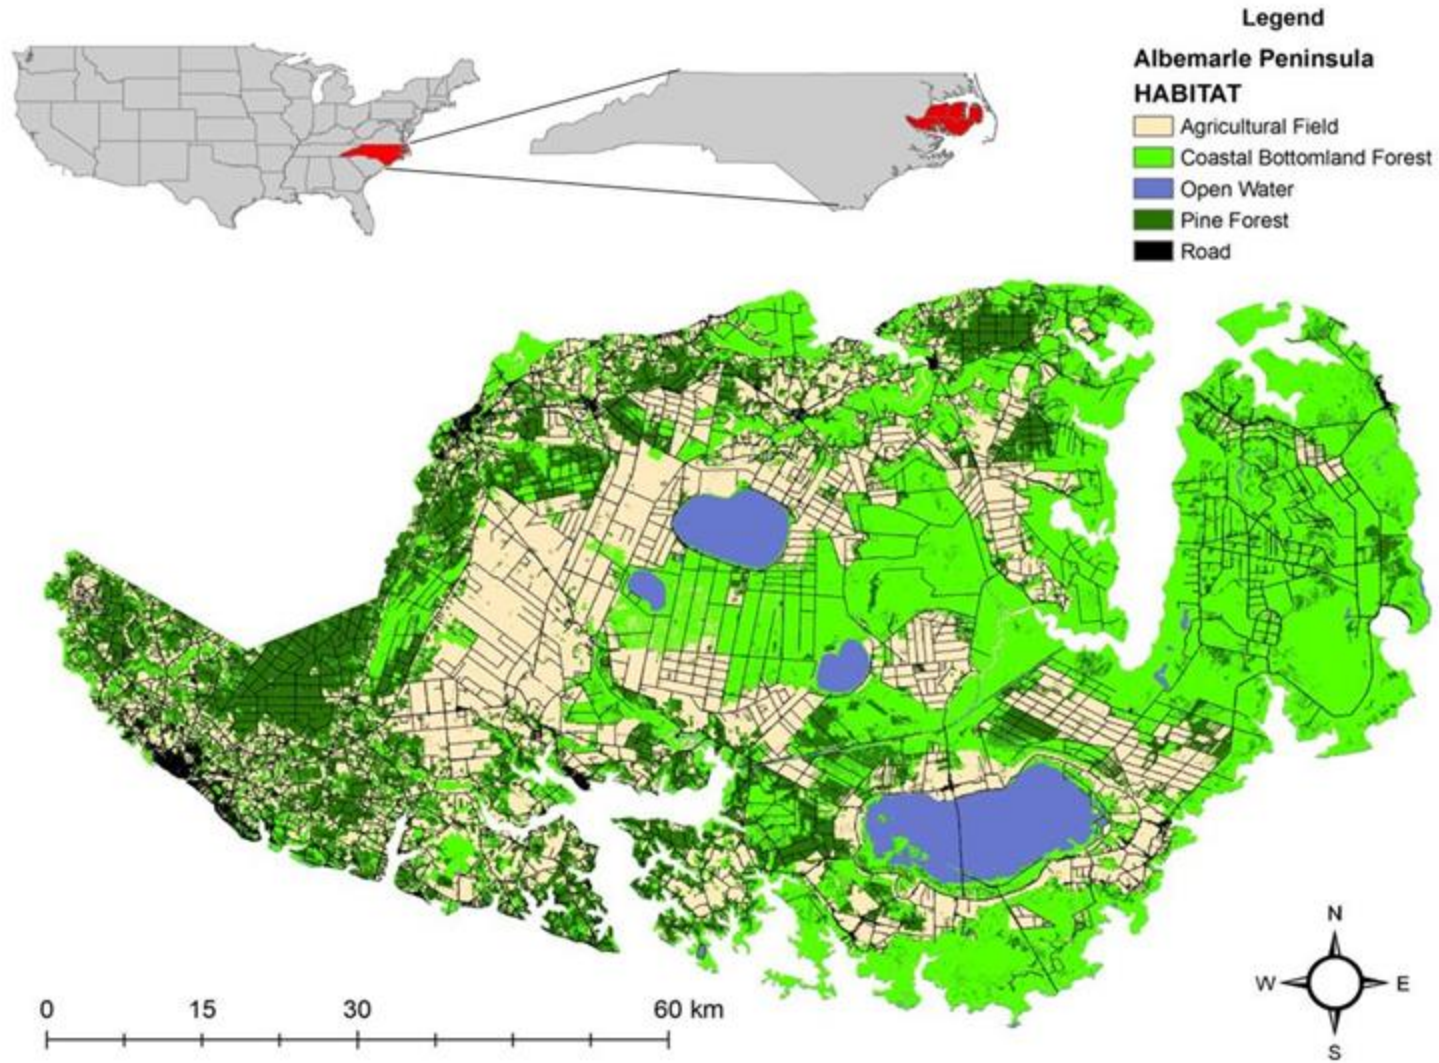 Legend
Albemarle Peninsula
HABITAT
Agricultural Field
Coastal Bottomland Forest
Open Water
Pine Forest
Road
N
W E
S
0 15 30 60 km